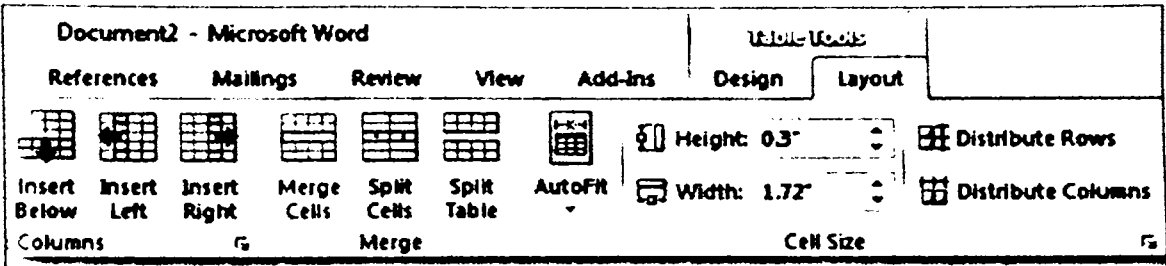 Document2 - Microsoft Word Table Tools
References Mailings Review View Add-Ins Design Layout
Insert Below Insert Left Insert Right Merge Cells Split Cells Split Table AutoFit
Height: 0.3" Distribute Rows
Width: 1.72" Distribute Columns
Columns Merge Cell Size